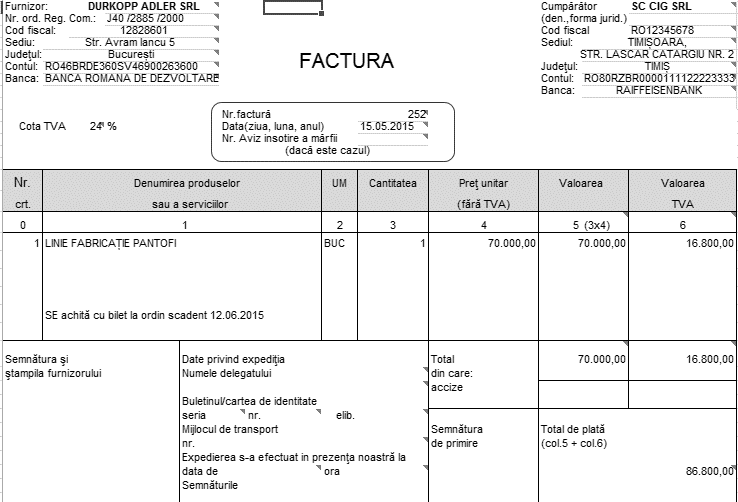 Furnizor: DURKOPP ADLER SRL
Nr. ord. Reg. Com.: J40 /2885 /2000
Cod fiscal: 12828601
Sediu: Str. Avram Iancu 5
Judeţul: Bucureşti
Contul: RO46BRDE360SV46900263600
Banca: BANCA ROMANA DE DEZVOLTARE
FACTURA
Cumpărător SC CIG SRL
(den.,forma jurid.)
Cod fiscal RO12345678
Sediul: TIMIŞOARA,
STR. LASCAR CATARGIU NR. 2
Judeţul: TIMIŞ
Contul: RO80RZBR0000111122223333
Banca: RAIFFEISENBANK
Cota TVA 24 %
Nr.factură 252
Data(ziua, luna, anul) 15.05.2015
Nr. Aviz insotire a mărfii
(dacă este cazul)
Nr. crt. Denumirea produselor sau a serviciilor UM Cantitatea Preţ unitar (fără TVA) Valoarea Valoarea TVA
0 1 2 3 4 5 (3x4) 6
1 LINIE FABRICAȚIE PANTOFI BUC 1 70.000,00 70.000,00 16.800,00
SE achită cu bilet la ordin scadent 12.06.2015
Semnătura şi
ştampila furnizorului
Date privind expediţia
Numele delegatului
Buletinul/cartea de identitate
seria nr. elib.
Mijlocul de transport
nr.
Expedierea s-a efectuat in prezenţa noastră la
data de ora
Semnăturile
Total 70.000,00 16.800,00
din care:
accize
Semnătura
de primire
Total de plată
(col.5 + col.6)
86.800,00